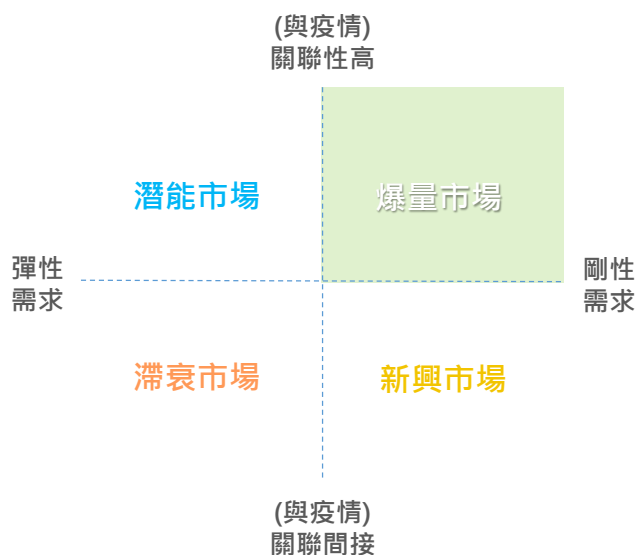 (與疫情)
關聯性高
潛能市場
爆量市場
彈性
需求
剛性
需求
滯衰市場
新興市場
(與疫情)
關聯間接